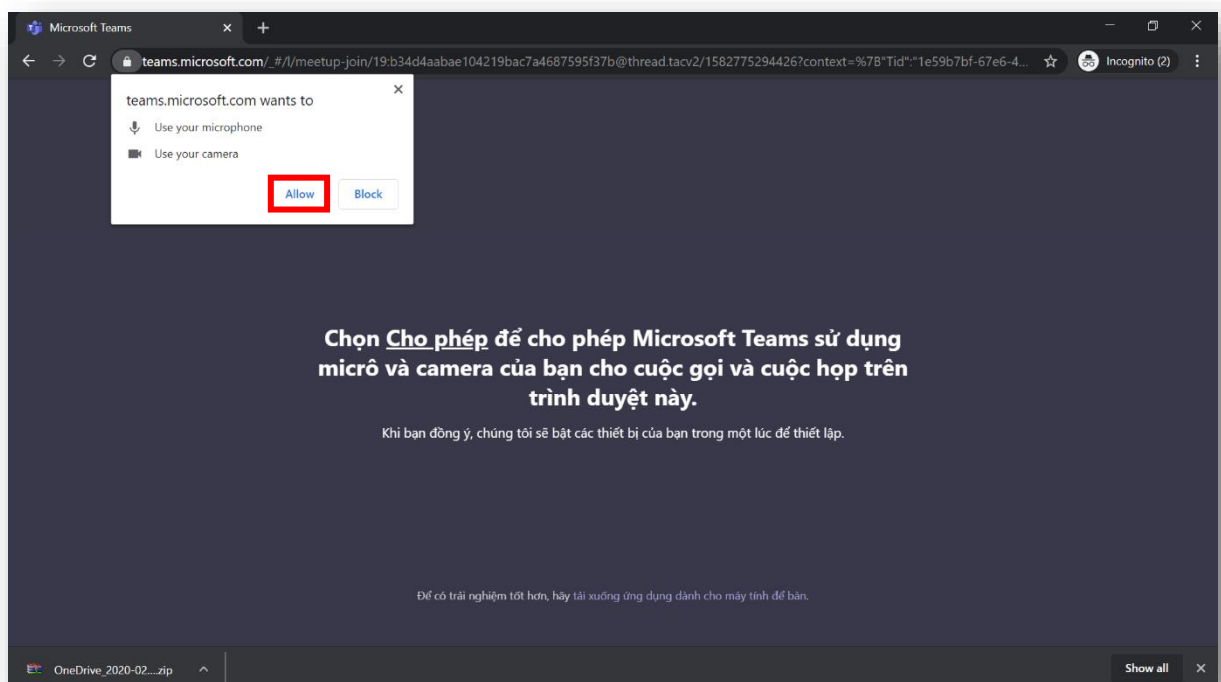 Microsoft Teams
teams.microsoft.com/_#/l/meetup-join/19:b34d4aabae104219bac7a4687595f37b@thread.tacv2/1582775294426?context=%7B"Tid":"1e59b7bf-67e6-4...
Incognito (2)
teams.microsoft.com wants to
Use your microphone
Use your camera
Allow Block
Chọn Cho phép để cho phép Microsoft Teams sử dụng
micrô và camera của bạn cho cuộc gọi và cuộc họp trên
trình duyệt này.
Khi bạn đồng ý, chúng tôi sẽ bật các thiết bị của bạn trong một lúc để thiết lập.
Để có trải nghiệm tốt hơn, hãy tải xuống ứng dụng dành cho máy tính để bàn.
OneDrive_2020-02....zip
Show all